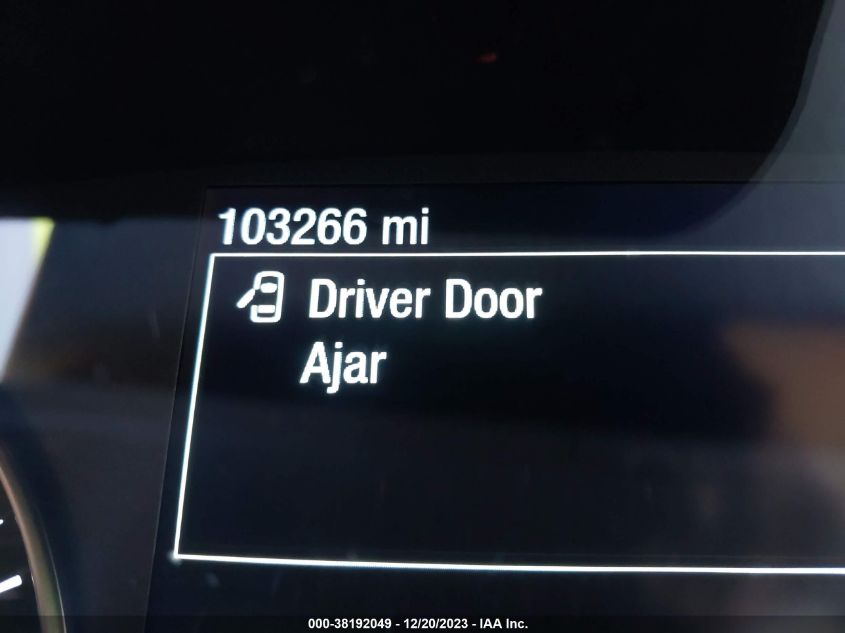 103266 mi
Driver Door
Ajar
000-38192049 - 12/20/2023 - IAA Inc.